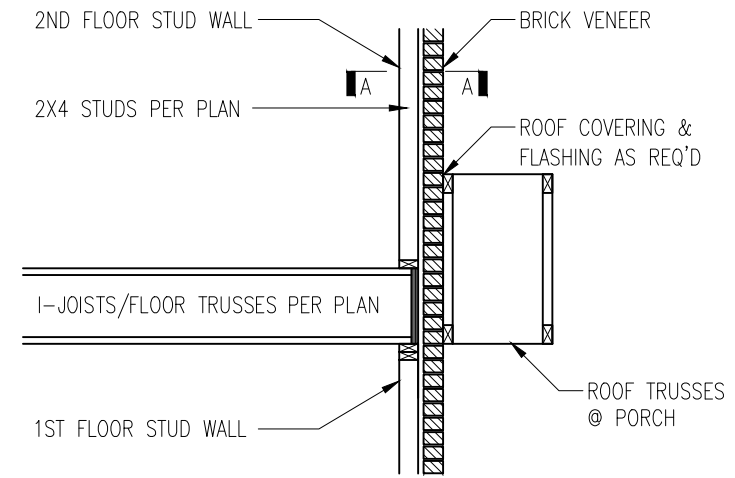 2ND FLOOR STUD WALL
BRICK VENEER
A
A
2X4 STUDS PER PLAN
ROOF COVERING &
FLASHING AS REQ'D
I-JOISTS/FLOOR TRUSSES PER PLAN
ROOF TRUSSES
@ PORCH
1ST FLOOR STUD WALL